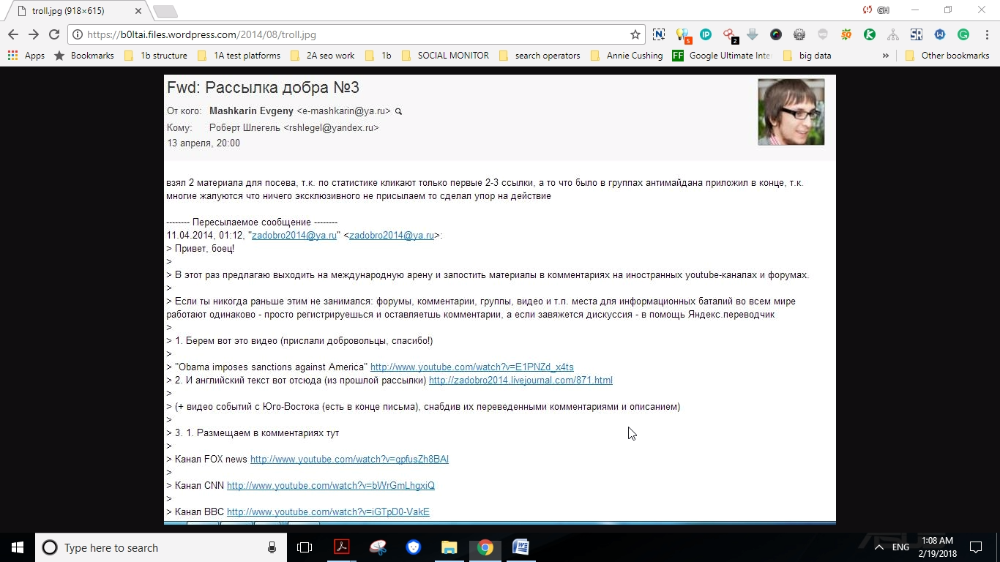 troll.jpg (918×615)
GH
https://b0ltai.files.wordpress.com/2014/08/troll.jpg
5
2
Apps Bookmarks 1b structure 1A test platforms 2A seo work 1b SOCIAL MONITOR search operators Annie Cushing FF Google Ultimate Inte big data » Other bookmarks
Fwd: Рассылка добра №3
От кого: Mashkarin Evgeny <e-mashkarin@ya.ru>
Кому: Роберт Шлегель <rshlegel@yandex.ru>
13 апреля, 20:00
взял 2 материала для посева, т.к. по статистике кликают только первые 2-3 ссылки, а то что было в группах антимайдана приложил в конце, т.к.
многие жалуются что ничего эксклюзивного не присылаем то сделал упор на действие
-------- Пересылаемое сообщение --------
11.04.2014, 01:12, "zadobro2014@ya.ru" <zadobro2014@ya.ru>:
> Привет, боец!
>
> В этот раз предлагаю выходить на международную арену и запостить материалы в комментариях на иностранных youtube-каналах и форумах.
>
> Если ты никогда раньше этим не занимался: форумы, комментарии, группы, видео и т.п. места для информационных баталий во всем мире
работают одинаково - просто регистрируешься и оставляетшь комментарии, а если завяжется дискуссия - в помощь Яндекс.переводчик
>
> 1. Берем вот это видео (прислали добровольцы, спасибо!)
>
> "Obama imposes sanctions against America" http://www.youtube.com/watch?v=E1PNZd_x4ts
> 2. И английский текст вот отсюда (из прошлой рассылки) http://zadobro2014.livejournal.com/871.html
>
> (+ видео событий с Юго-Востока (есть в конце письма), снабдив их переведенными комментариями и описанием)
>
> 3. 1. Размещаем в комментариях тут
>
> Канал FOX news http://www.youtube.com/watch?v=qpfusZh8BAI
>
> Канал CNN http://www.youtube.com/watch?v=bWrGmLhgxiQ
>
> Канал BBC http://www.youtube.com/watch?v=iGTpD0-VakE
Type here to search
ENG
1:08 AM
2/19/2018